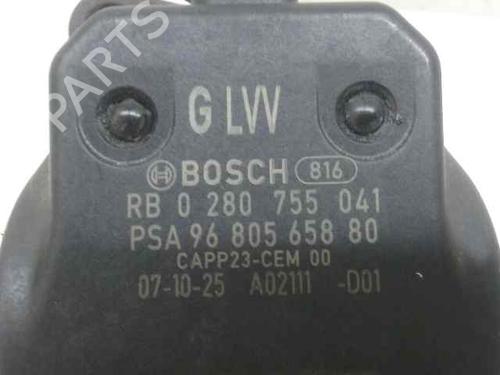 G LW
BOSCH 816
RB 0 280 755 041
PSA 96 805 658 80
CAPP23-CEM 00
07-10-25 A02111 -D01
B-PARTS